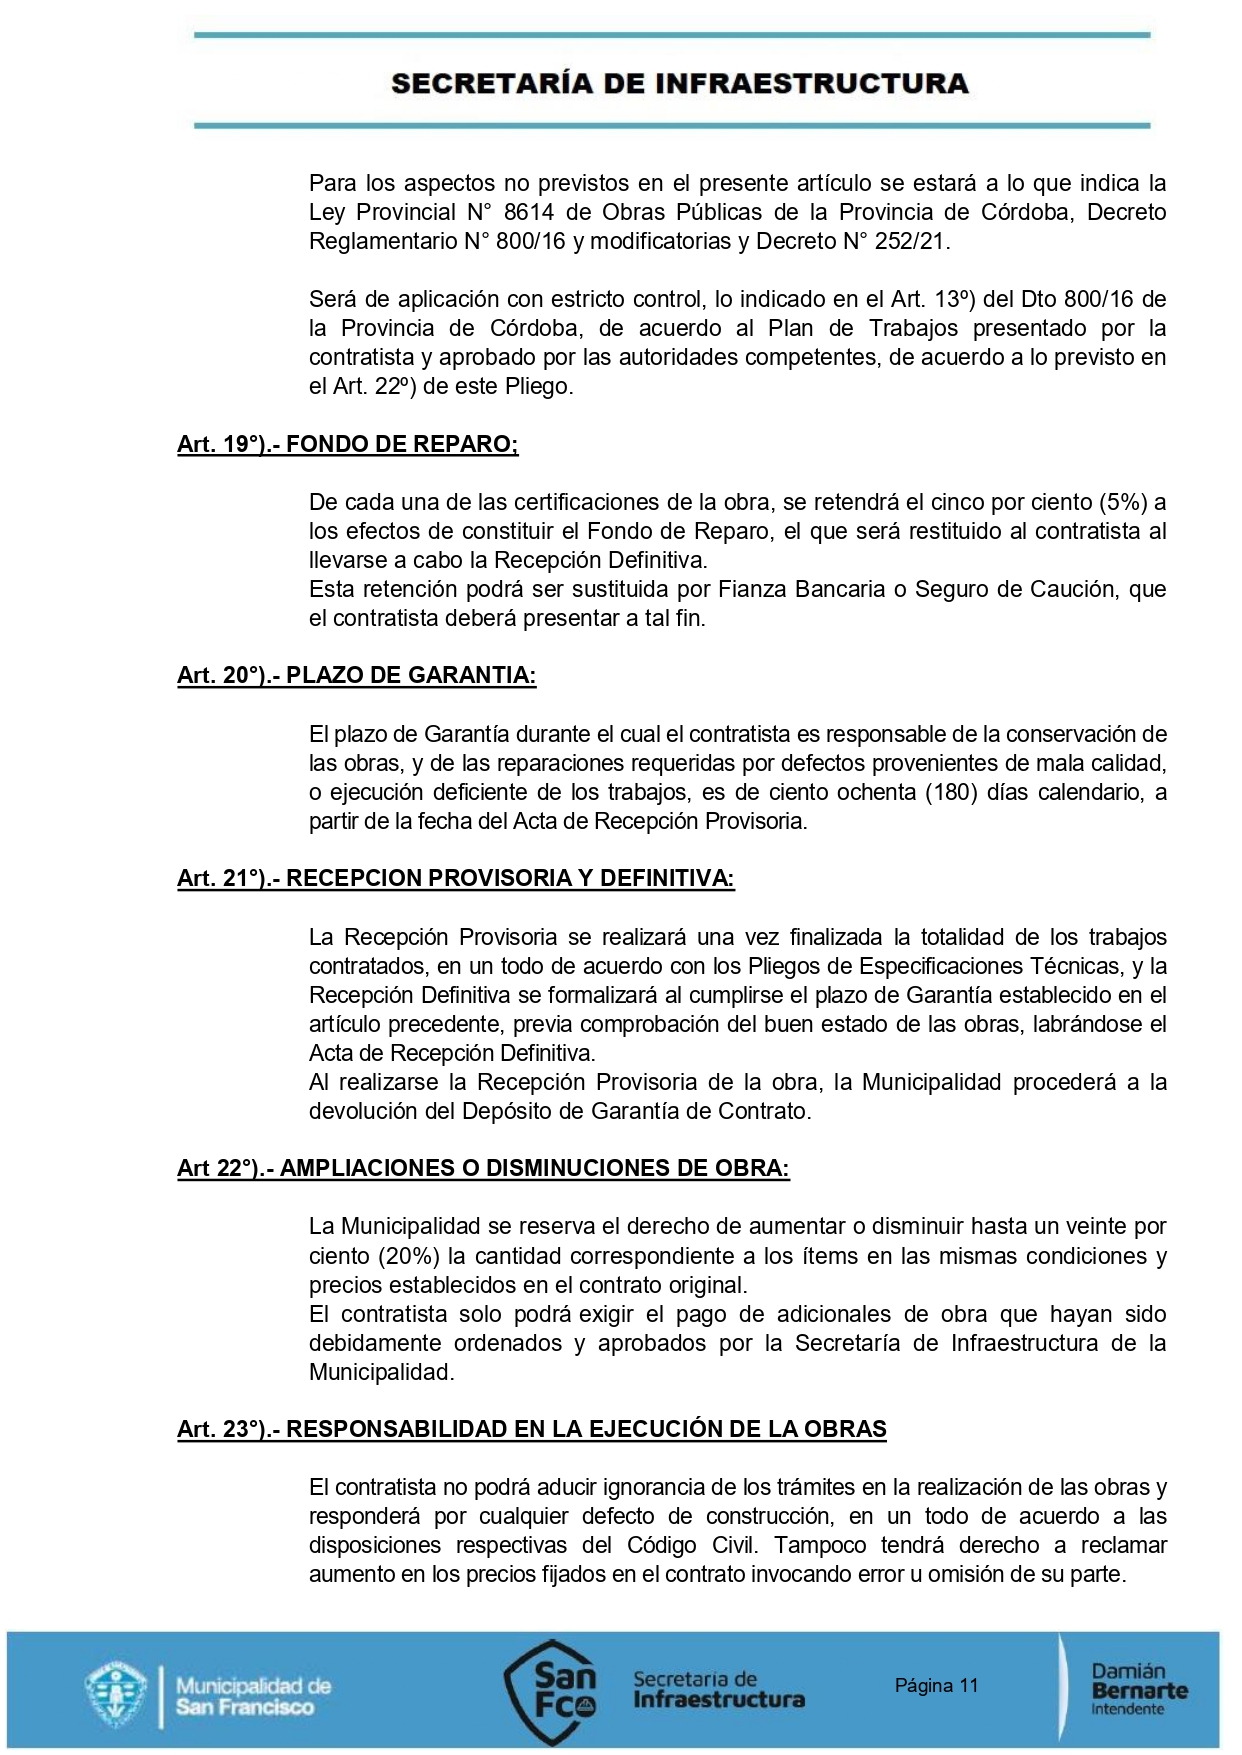 SECRETARÍA DE INFRAESTRUCTURA
Para los aspectos no previstos en el presente artículo se estará a lo que indica la
Ley Provincial N° 8614 de Obras Públicas de la Provincia de Córdoba, Decreto
Reglamentario N° 800/16 y modificatorias y Decreto N° 252/21.
Será de aplicación con estricto control, lo indicado en el Art. 13º) del Dto 800/16 de
la Provincia de Córdoba, de acuerdo al Plan de Trabajos presentado por la
contratista y aprobado por las autoridades competentes, de acuerdo a lo previsto en
el Art. 22º) de este Pliego.
Art. 19°).- FONDO DE REPARO;
De cada una de las certificaciones de la obra, se retendrá el cinco por ciento (5%) a
los efectos de constituir el Fondo de Reparo, el que será restituido al contratista al
llevarse a cabo la Recepción Definitiva.
Esta retención podrá ser sustituida por Fianza Bancaria o Seguro de Caución, que
el contratista deberá presentar a tal fin.
Art. 20°).- PLAZO DE GARANTIA:
El plazo de Garantía durante el cual el contratista es responsable de la conservación de
las obras, y de las reparaciones requeridas por defectos provenientes de mala calidad,
o ejecución deficiente de los trabajos, es de ciento ochenta (180) días calendario, a
partir de la fecha del Acta de Recepción Provisoria.
Art. 21°).- RECEPCION PROVISORIA Y DEFINITIVA:
La Recepción Provisoria se realizará una vez finalizada la totalidad de los trabajos
contratados, en un todo de acuerdo con los Pliegos de Especificaciones Técnicas, y la
Recepción Definitiva se formalizará al cumplirse el plazo de Garantía establecido en el
artículo precedente, previa comprobación del buen estado de las obras, labrándose el
Acta de Recepción Definitiva.
Al realizarse la Recepción Provisoria de la obra, la Municipalidad procederá a la
devolución del Depósito de Garantía de Contrato.
Art 22°).- AMPLIACIONES O DISMINUCIONES DE OBRA:
La Municipalidad se reserva el derecho de aumentar o disminuir hasta un veinte por
ciento (20%) la cantidad correspondiente a los ítems en las mismas condiciones y
precios establecidos en el contrato original.
El contratista solo podrá exigir el pago de adicionales de obra que hayan sido
debidamente ordenados y aprobados por la Secretaría de Infraestructura de la
Municipalidad.
Art. 23°).- RESPONSABILIDAD EN LA EJECUCIÓN DE LA OBRAS
El contratista no podrá aducir ignorancia de los trámites en la realización de las obras y
responderá por cualquier defecto de construcción, en un todo de acuerdo a las
disposiciones respectivas del Código Civil. Tampoco tendrá derecho a reclamar
aumento en los precios fijados en el contrato invocando error u omisión de su parte.
Municipalidad de
San Francisco
San
Fco
Secretaria de
Infraestructura
Página 11
Damián
Bernarte
Intendente